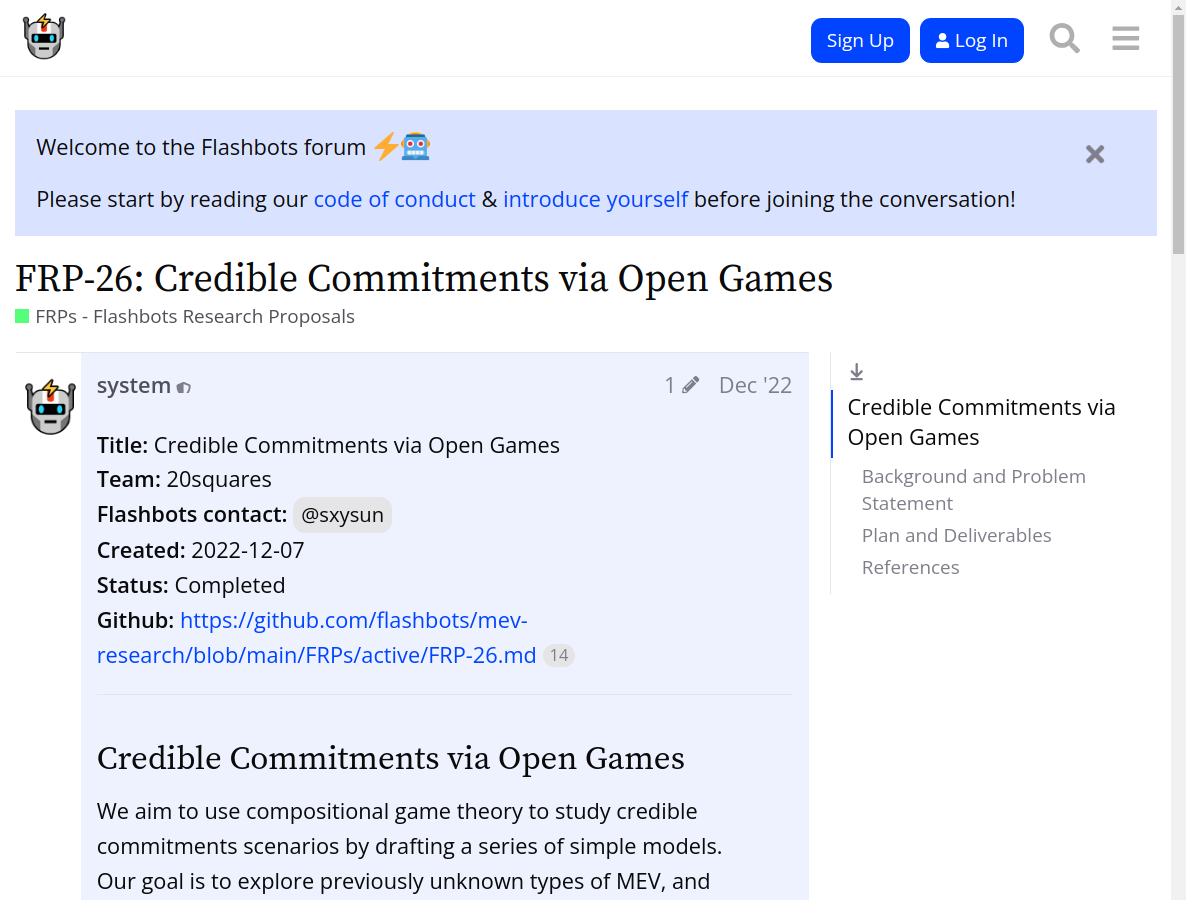 Sign Up
Log In
Welcome to the Flashbots forum
Please start by reading our code of conduct & introduce yourself before joining the conversation!
FRP-26: Credible Commitments via Open Games
FRPs - Flashbots Research Proposals
system
1
Dec '22
Title: Credible Commitments via Open Games
Team: 20squares
Flashbots contact: @sxysun
Created: 2022-12-07
Status: Completed
Github: https://github.com/flashbots/mev-
research/blob/main/FRPs/active/FRP-26.md 14
Credible Commitments via Open Games
We aim to use compositional game theory to study credible
commitments scenarios by drafting a series of simple models.
Our goal is to explore previously unknown types of MEV, and
Credible Commitments via
Open Games
Background and Problem
Statement
Plan and Deliverables
References